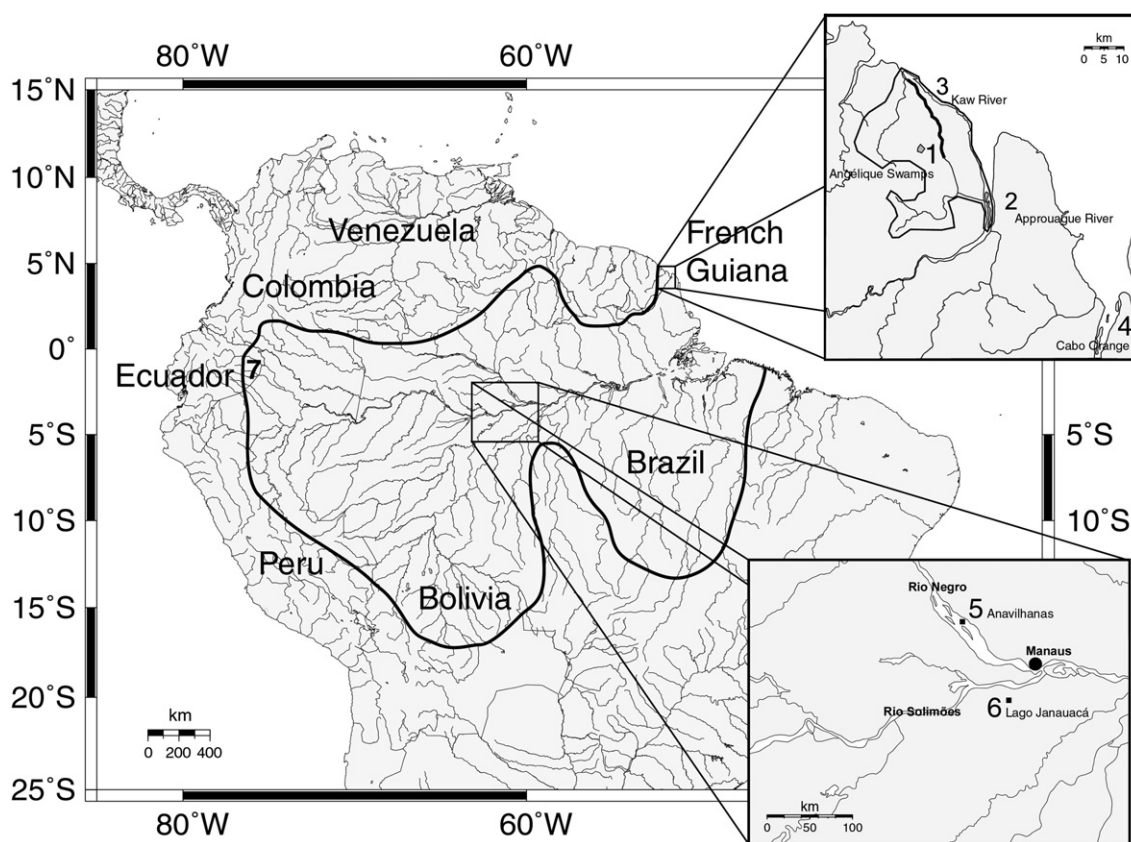 80°W
60°W
15°N
10°N
5°N
0°
5°S
10°S
15°S
20°S
25°S
5°S
10°S
80°W
60°W
Venezuela
Colombia
French
Guiana
Ecuador
7
Brazil
Peru
Bolivia
km
0 200 400
km
0 5 10
3
Kaw River
1
Angélique Swamps
2
Approuague River
4
Cabo Orange
Rio Negro
5
Anavilhanas
Manaus
Rio Solimões
6
Lago Janauacá
km
0 50 100